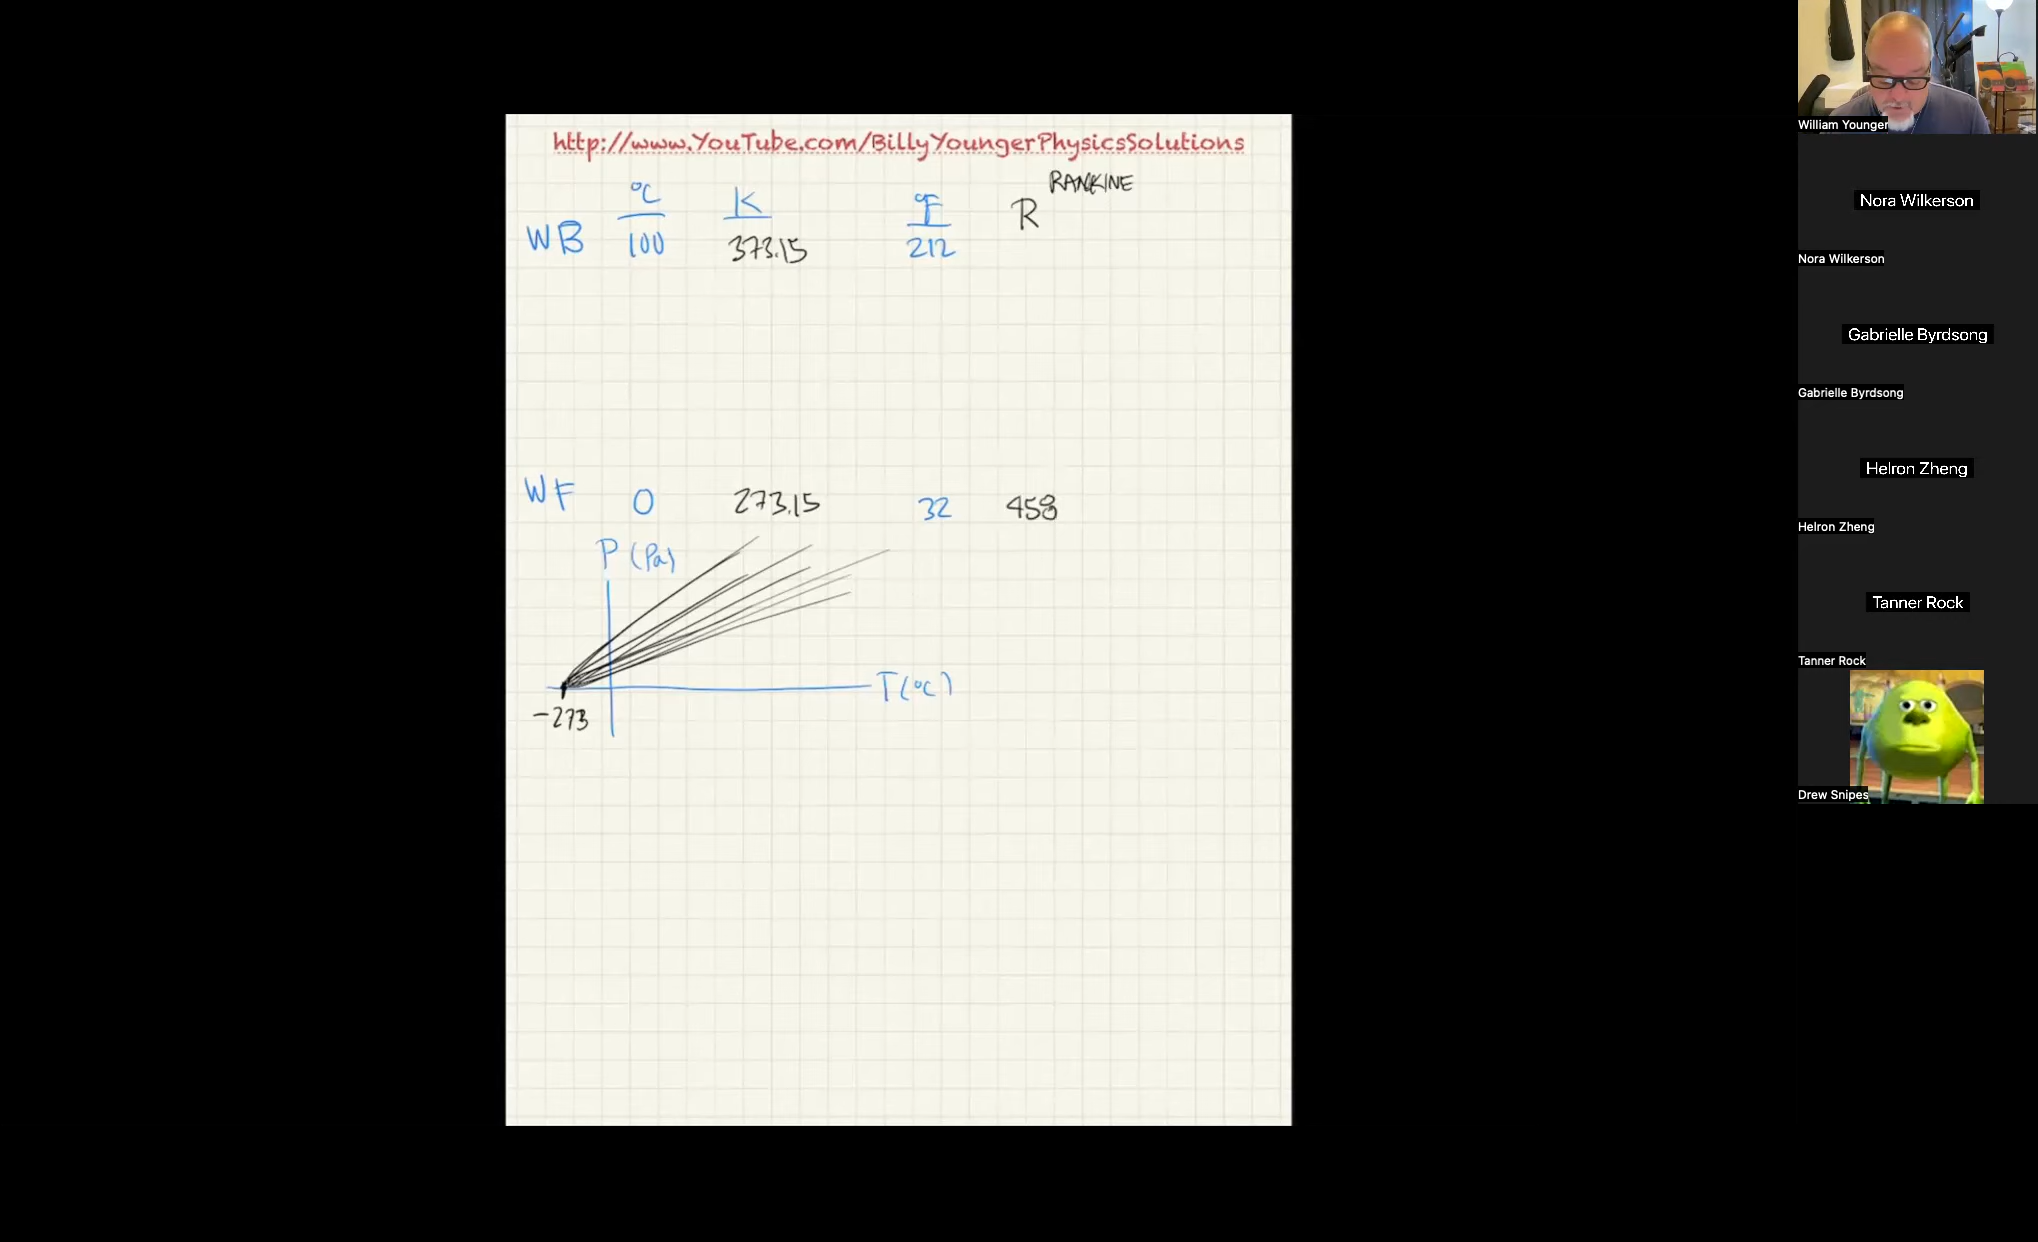 http://www.YouTube.com/BillyYoungerPhysicsSolutions
°C K °F R RANKINE
WB 100 373.15 212
WF 0 273.15 32 458
P (Pa)
T(°C)
-273
William Younger
Nora Wilkerson
Nora Wilkerson
Gabrielle Byrdsong
Gabrielle Byrdsong
Helron Zheng
Helron Zheng
Tanner Rock
Tanner Rock
Drew Snipes